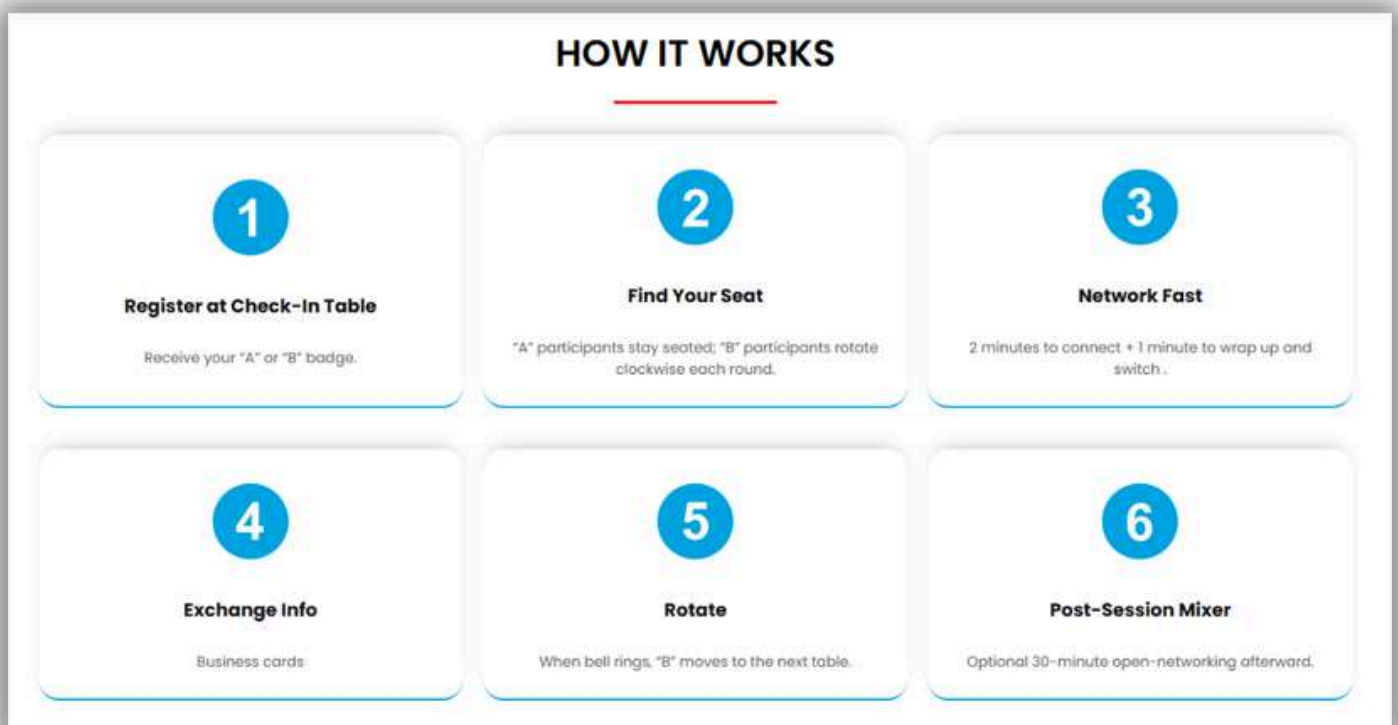 HOW IT WORKS
1
Register at Check-In Table
Receive your "A" or "B" badge.
2
Find Your Seat
"A" participants stay seated; "B" participants rotate
clockwise each round.
3
Network Fast
2 minutes to connect + 1 minute to wrap up and
switch .
4
Exchange Info
Business cards
5
Rotate
When bell rings, "B" moves to the next table.
6
Post-Session Mixer
Optional 30-minute open-networking afterward.